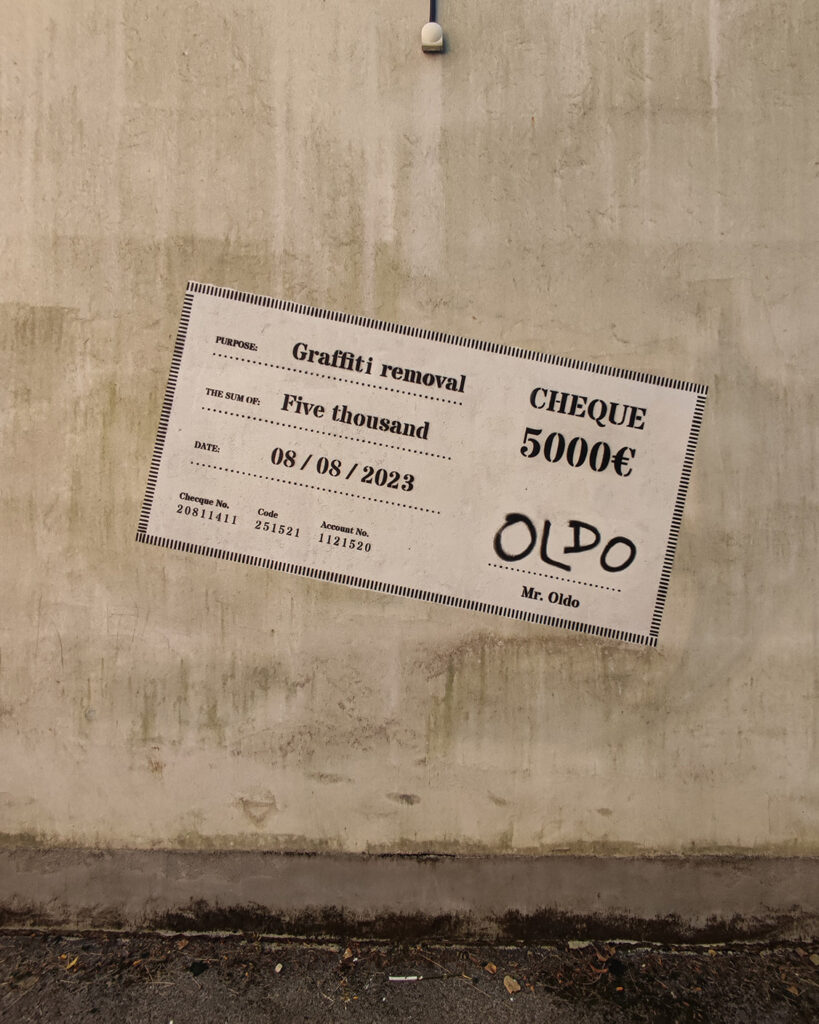 PURPOSE: Graffiti removal
THE SUM OF: Five thousand
DATE: 08 / 08 / 2023
Checque No.
20811411
Code
251521
Account No.
1121520
CHEQUE
5000€
OLDO
Mr. Oldo